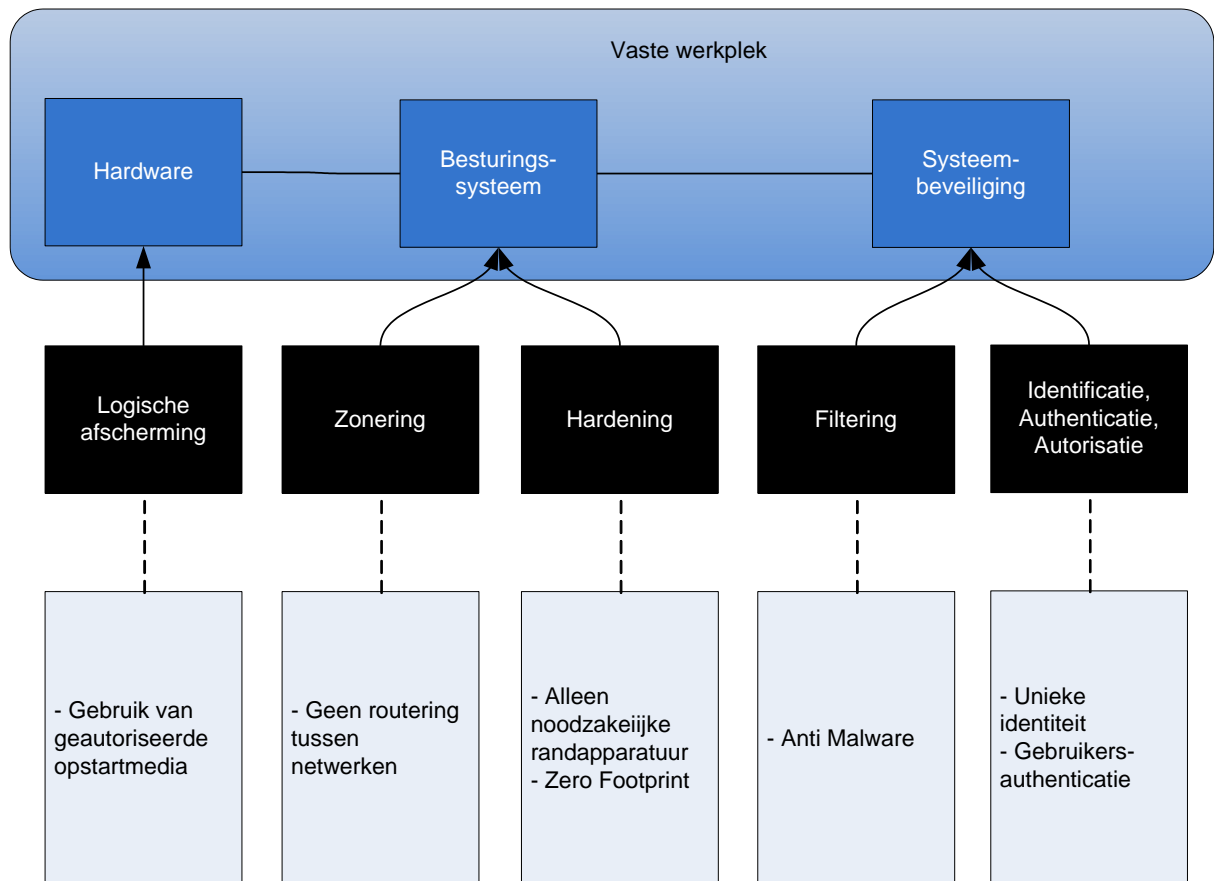 Vaste werkplek
Hardware
Besturings-
systeem
Systeem-
beveiliging
Logische
afscherming
Zonering
Hardening
Filtering
Identificatie,
Authenticatie,
Autorisatie
- Gebruik van
geautoriseerde
opstartmedia
- Geen routering
tussen
netwerken
- Alleen
noodzakeiijke
randapparatuur
- Zero Footprint
- Anti Malware
- Unieke
identiteit
- Gebruikers-
authenticatie